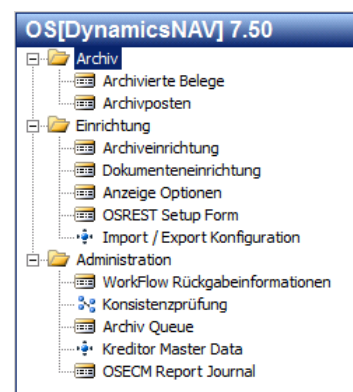 OS[DynamicsNAV] 7.50
Archiv
Archivierte Belege
Archivposten
Einrichtung
Archiveinrichtung
Dokumenteneinrichtung
Anzeige Optionen
OSREST Setup Form
Import / Export Konfiguration
Administration
WorkFlow Rückgabeinformationen
Konsistenzprüfung
Archiv Queue
Kreditor Master Data
OSECM Report Journal